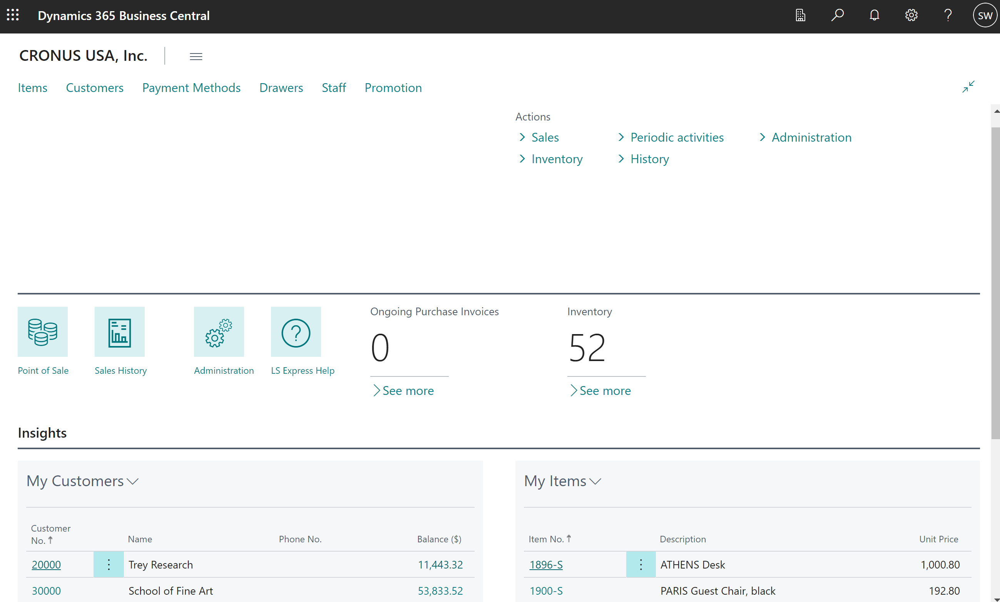 Dynamics 365 Business Central
SW
CRONUS USA, Inc.
Items Customers Payment Methods Drawers Staff Promotion
Actions
Sales Periodic activities Administration
Inventory History
Point of Sale Sales History Administration LS Express Help
Ongoing Purchase Invoices
0
See more
Inventory
52
See more
Insights
My Customers
Customer
No. Name Phone No. Balance ($)
20000 Trey Research 11,443.32
30000 School of Fine Art 53,833.52
My Items
Item No. Description Unit Price
1896-S ATHENS Desk 1,000.80
1900-S PARIS Guest Chair, black 192.80